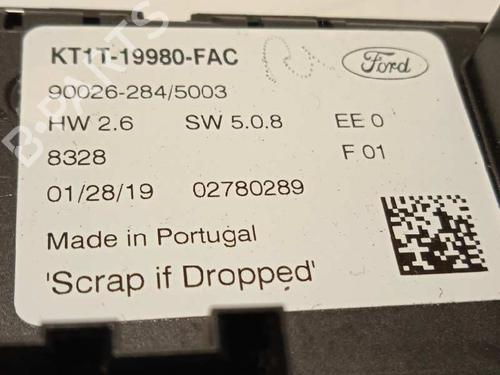 KT1T-19980-FAC
Ford
90026-284/5003
HW 2.6 SW 5.0.8 EE 0
8328 F 01
01/28/19 02780289
Made in Portugal
'Scrap if Dropped'
B-PARTS